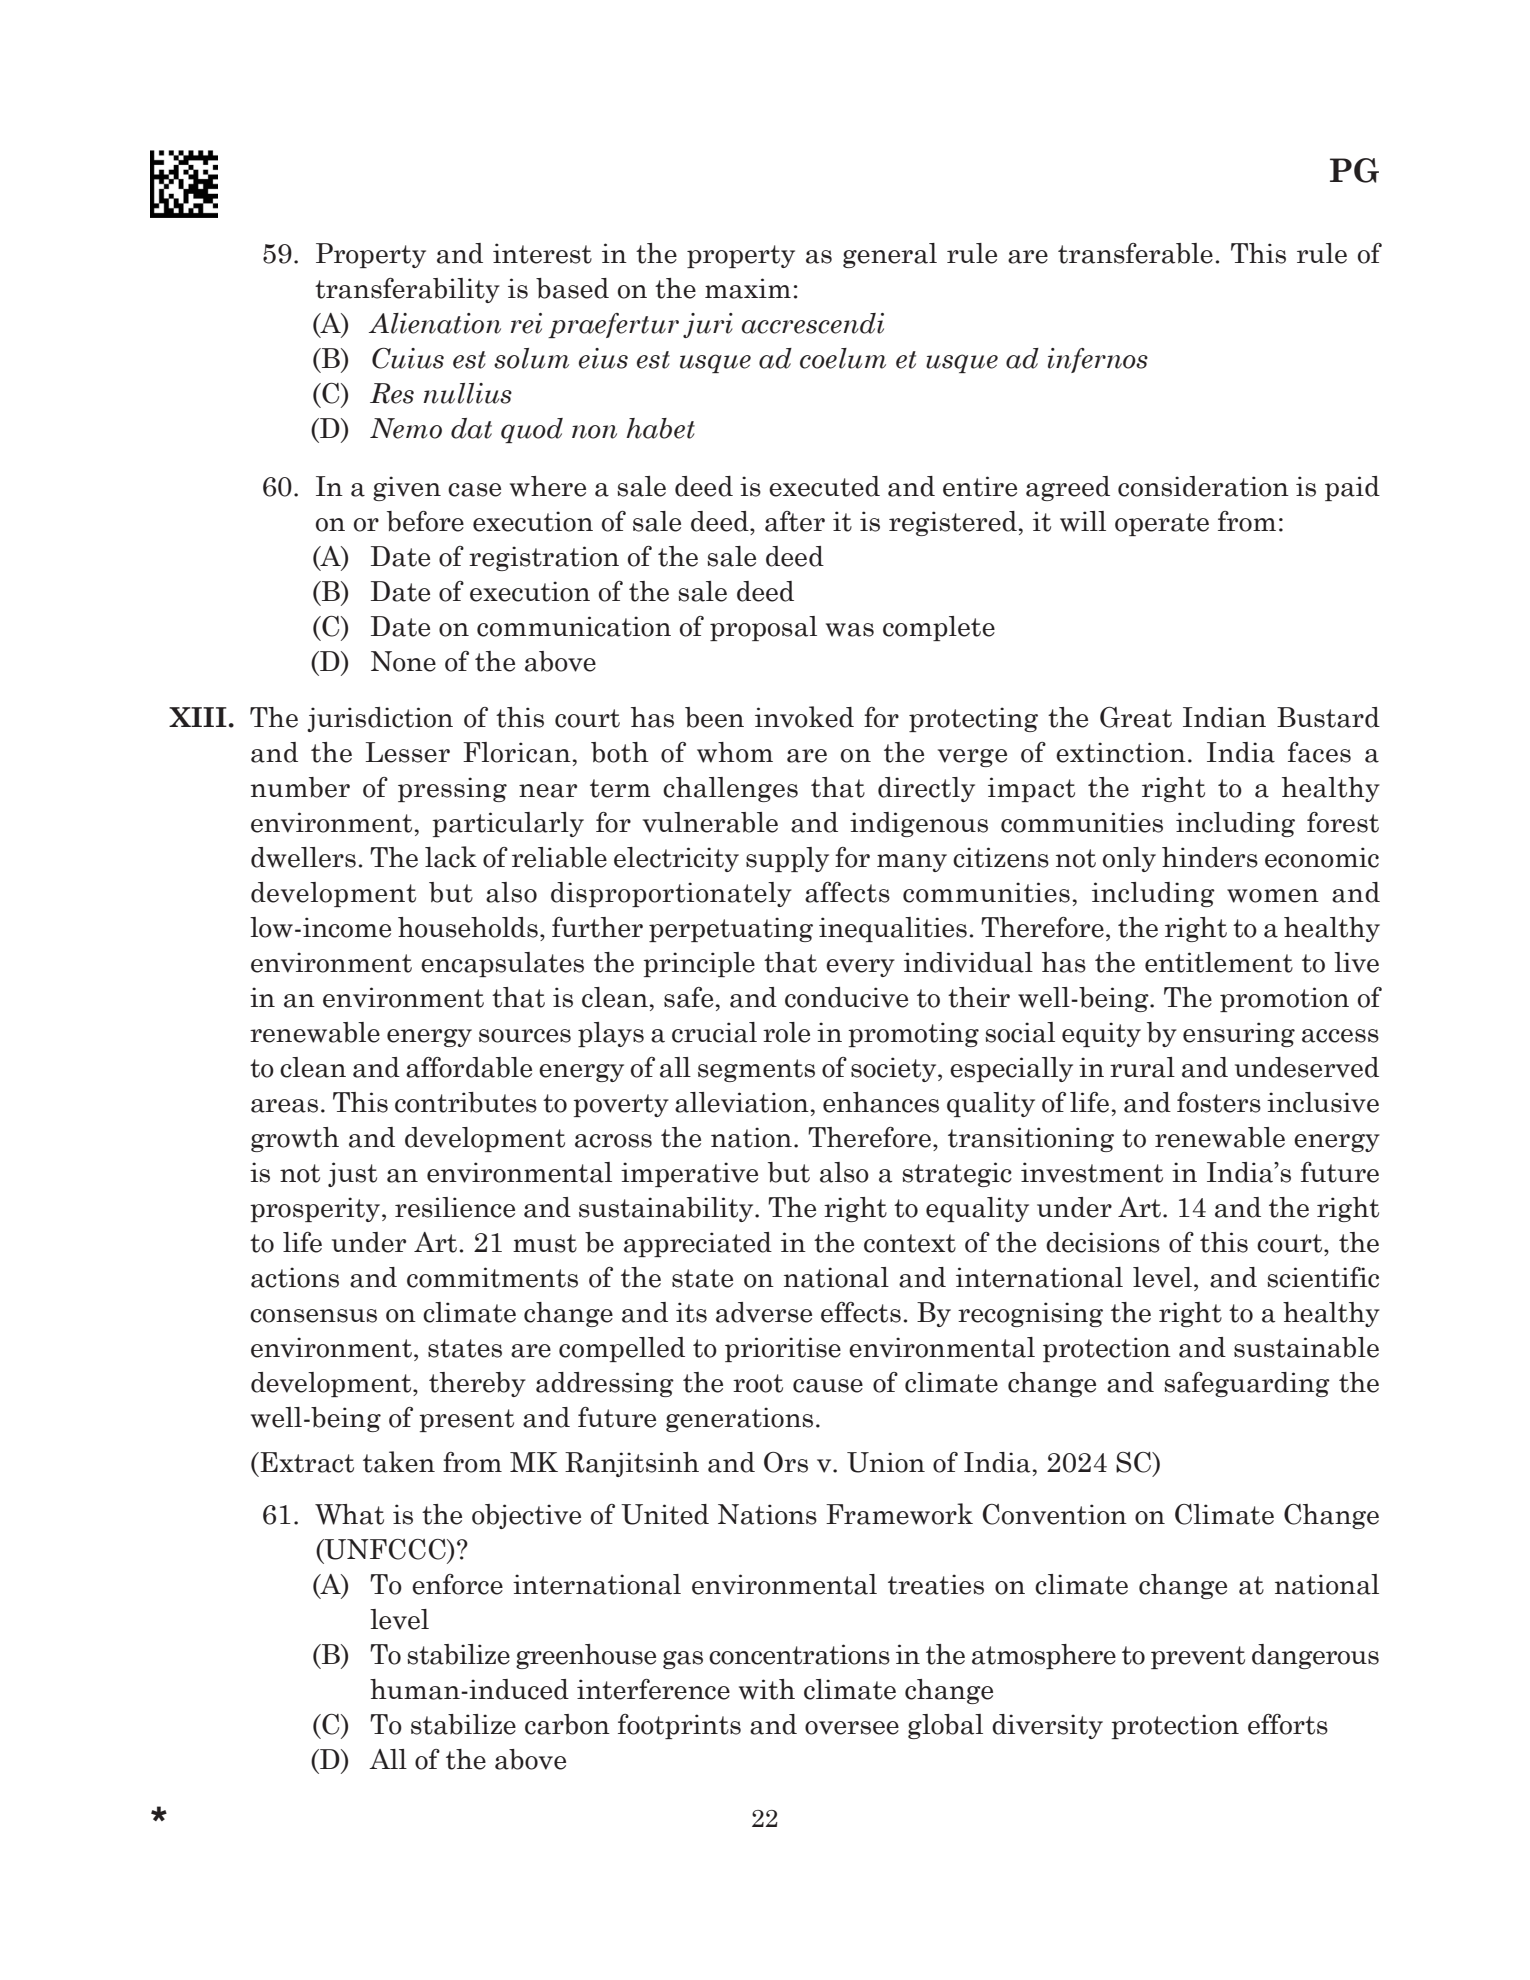 PG
59. Property and interest in the property as general rule are transferable. This rule of
transferability is based on the maxim:
(A) Alienation rei praefertur juri accrescendi
(B) Cuius est solum eius est usque ad coelum et usque ad infernos
(C) Res nullius
(D) Nemo dat quod non habet
60. In a given case where a sale deed is executed and entire agreed consideration is paid
on or before execution of sale deed, after it is registered, it will operate from:
(A) Date of registration of the sale deed
(B) Date of execution of the sale deed
(C) Date on communication of proposal was complete
(D) None of the above
XIII. The jurisdiction of this court has been invoked for protecting the Great Indian Bustard
and the Lesser Florican, both of whom are on the verge of extinction. India faces a
number of pressing near term challenges that directly impact the right to a healthy
environment, particularly for vulnerable and indigenous communities including forest
dwellers. The lack of reliable electricity supply for many citizens not only hinders economic
development but also disproportionately affects communities, including women and
low-income households, further perpetuating inequalities. Therefore, the right to a healthy
environment encapsulates the principle that every individual has the entitlement to live
in an environment that is clean, safe, and conducive to their well-being. The promotion of
renewable energy sources plays a crucial role in promoting social equity by ensuring access
to clean and affordable energy of all segments of society, especially in rural and undeserved
areas. This contributes to poverty alleviation, enhances quality of life, and fosters inclusive
growth and development across the nation. Therefore, transitioning to renewable energy
is not just an environmental imperative but also a strategic investment in India’s future
prosperity, resilience and sustainability. The right to equality under Art. 14 and the right
to life under Art. 21 must be appreciated in the context of the decisions of this court, the
actions and commitments of the state on national and international level, and scientific
consensus on climate change and its adverse effects. By recognising the right to a healthy
environment, states are compelled to prioritise environmental protection and sustainable
development, thereby addressing the root cause of climate change and safeguarding the
well-being of present and future generations.
(Extract taken from MK Ranjitsinh and Ors v. Union of India, 2024 SC)
61. What is the objective of United Nations Framework Convention on Climate Change
(UNFCCC)?
(A) To enforce international environmental treaties on climate change at national
level
(B) To stabilize greenhouse gas concentrations in the atmosphere to prevent dangerous
human-induced interference with climate change
(C) To stabilize carbon footprints and oversee global diversity protection efforts
(D) All of the above
* 22